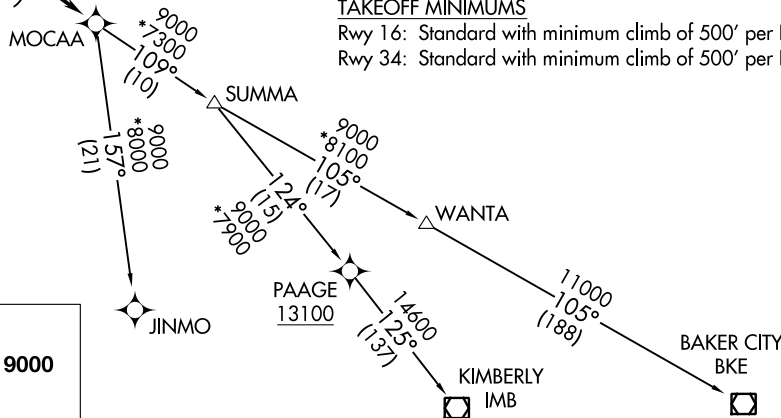 TAKEOFF MINIMUMS
Rwy 16: Standard with minimum climb of 500' per
Rwy 34: Standard with minimum climb of 500' per
MOCAA
9000
*7300
109°
(10)
SUMMA
9000
*8000
157°
(21)
9000
*8100
105°
(17)
124°
(15)
9000
*7900
WANTA
PAAGE
13100
JINMO
14600
125°
(137)
11000
105°
(188)
9000
KIMBERLY
IMB
BAKER CITY
BKE